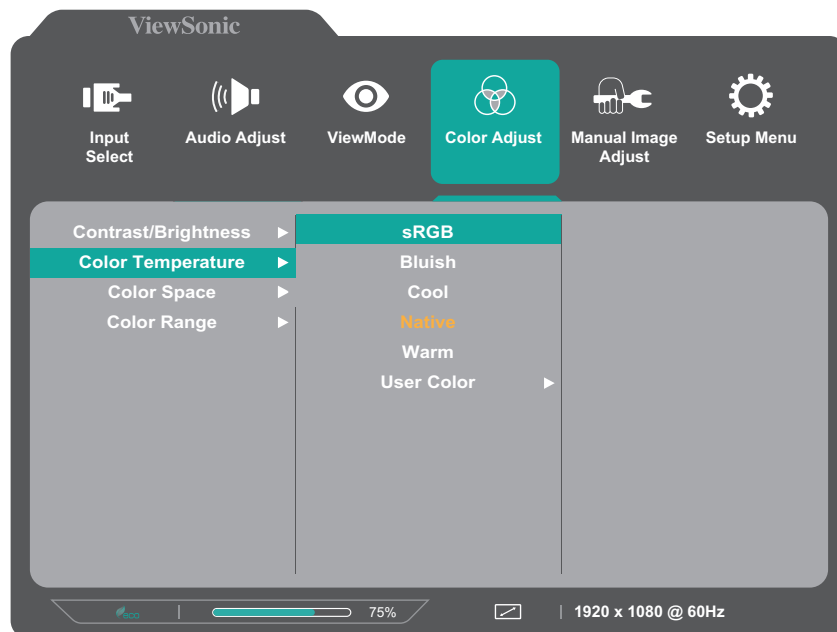 ViewSonic
Input
Select
Audio Adjust
ViewMode
Color Adjust
Manual Image
Adjust
Setup Menu
Contrast/Brightness
Color Temperature
Color Space
Color Range
sRGB
Bluish
Cool
Native
Warm
User Color
eco
75%
1920 x 1080 @ 60Hz